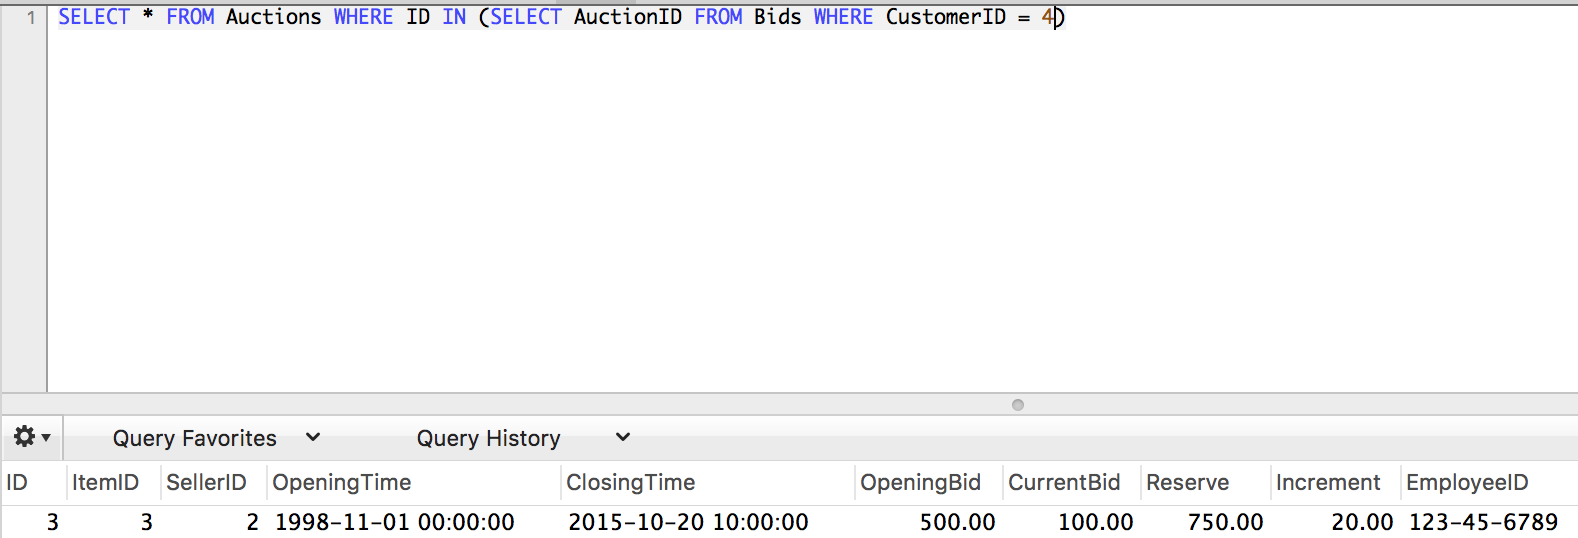 1 SELECT * FROM Auctions WHERE ID IN (SELECT AuctionID FROM Bids WHERE CustomerID = 4)
Query Favorites Query History
ID ItemID SellerID OpeningTime ClosingTime OpeningBid CurrentBid Reserve Increment EmployeeID
3 3 2 1998-11-01 00:00:00 2015-10-20 10:00:00 500.00 100.00 750.00 20.00 123-45-6789